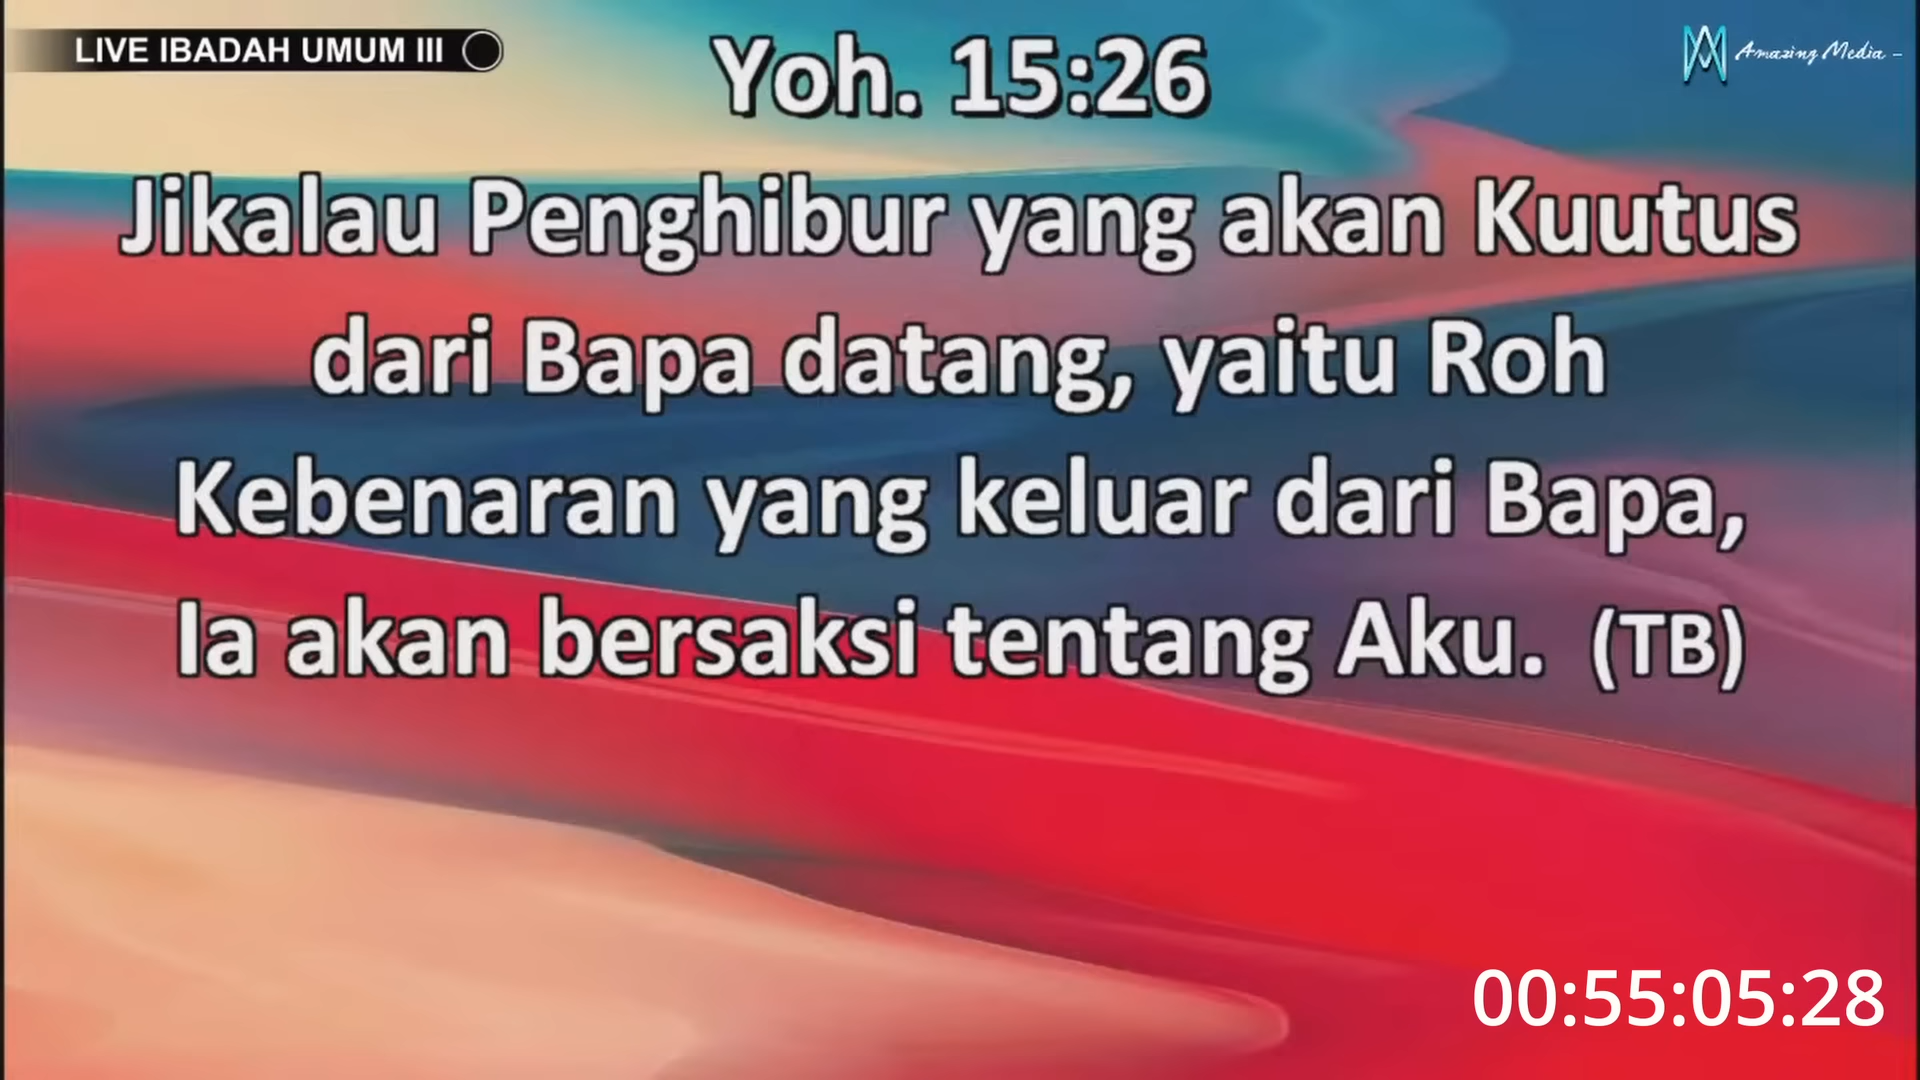 LIVE IBADAH UMUM III
Amazing Media -
Yoh. 15:26
Jikalau Penghibur yang akan Kuutus
dari Bapa datang, yaitu Roh
Kebenaran yang keluar dari Bapa,
Ia akan bersaksi tentang Aku. (TB)
00:55:05:28